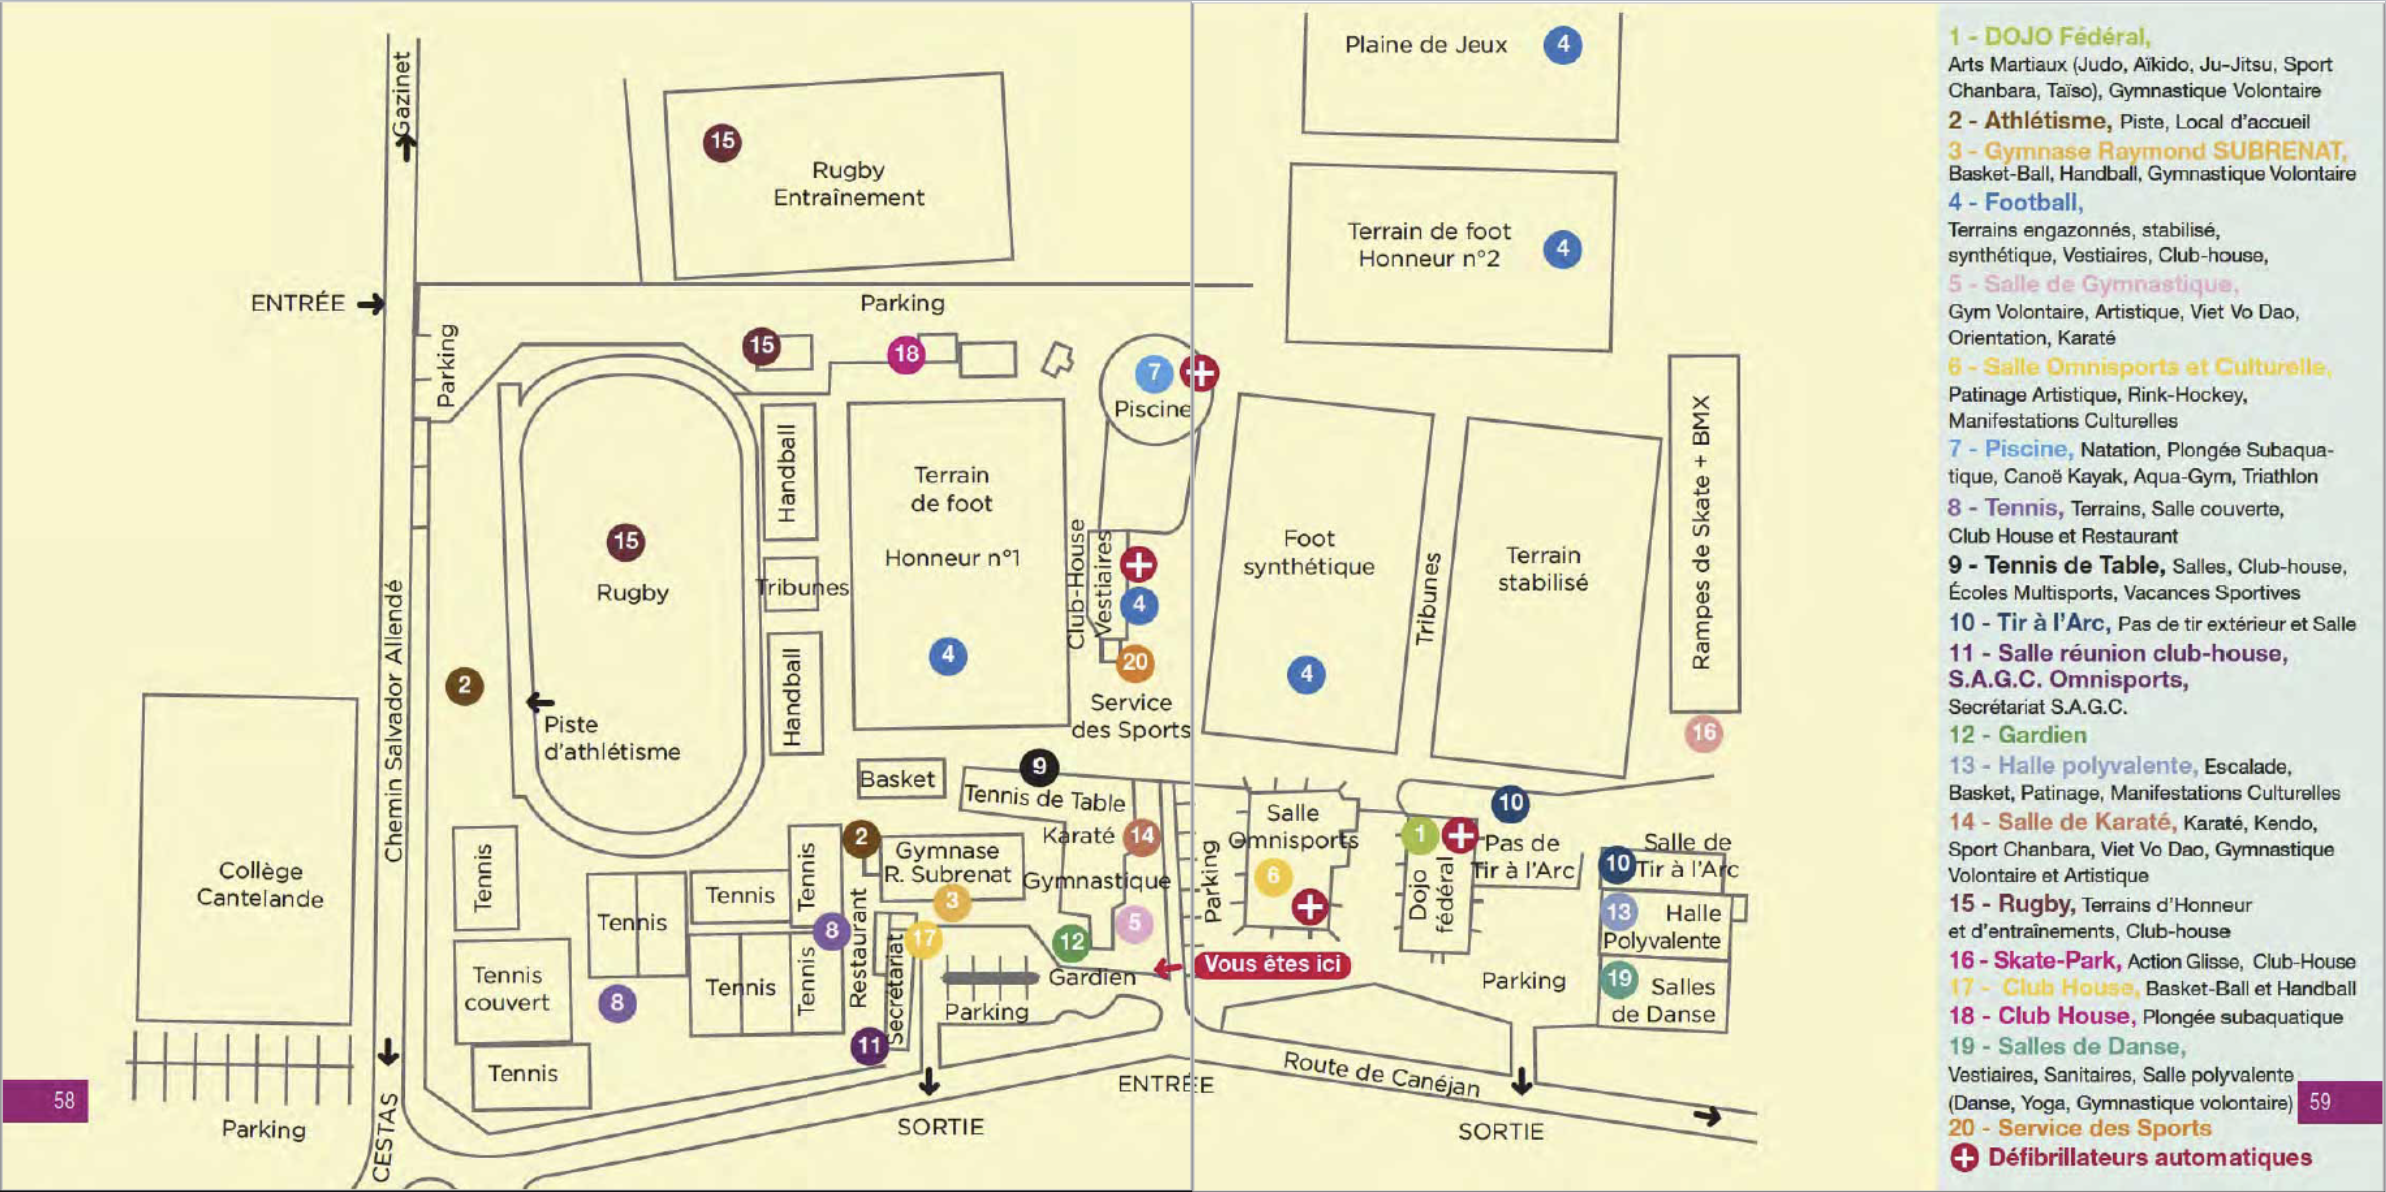 Plaine de Jeux
4
Gazinet
15
Rugby
Entraînement
Terrain de foot
Honneur n°2
4
ENTRÉE
Parking
Parking
15
18
7
Piscine
Handball
Terrain
de foot
Honneur n°1
4
Club-House
Vestiaires
4
20
Service
des Sports
Foot
synthétique
4
Tribunes
Terrain
stabilisé
Rampes de Skate + BMX
16
15
Rugby
Tribunes
Handball
2
Piste
d'athlétisme
Chemin Salvador Allendé
Collège
Cantelande
Parking
CESTAS
Basket
9
Tennis de Table
Karaté
14
Gymnastique
5
2
Gymnase
R. Subrenat
3
Tennis
Tennis
couvert
Tennis
Tennis
8
Tennis
Tennis
Tennis
Tennis
8
Restaurant
17
Secrétariat
11
12
Gardien
Parking
Parking
Salle
Omnisports
6
Vous êtes ici
1
Dojo
fédéral
10
Pas de
Tir à l'Arc
Salle de
10
Tir à l'Arc
13
Halle
Polyvalente
19
Salles
de Danse
Parking
Route de Canéjan
ENTRÉE
SORTIE
SORTIE
58
1 - DOJO Fédéral,
Arts Martiaux (Judo, Aïkido, Ju-Jitsu, Sport
Chanbara, Taïso), Gymnastique Volontaire
2 - Athlétisme, Piste, Local d'accueil
3 - Gymnase Raymond SUBRENAT,
Basket-Ball, Handball, Gymnastique Volontaire
4 - Football,
Terrains engazonnés, stabilisé,
synthétique, Vestiaires, Club-house,
5 - Salle de Gymnastique,
Gym Volontaire, Artistique, Viet Vo Dao,
Orientation, Karaté
6 - Salle Omnisports et Culturelle,
Patinage Artistique, Rink-Hockey,
Manifestations Culturelles
7 - Piscine, Natation, Plongée Subaqua-
tique, Canoë Kayak, Aqua-Gym, Triathlon
8 - Tennis, Terrains, Salle couverte,
Club House et Restaurant
9 - Tennis de Table, Salles, Club-house,
Écoles Multisports, Vacances Sportives
10 - Tir à l'Arc, Pas de tir extérieur et Salle
11 - Salle réunion club-house,
S.A.G.C. Omnisports,
Secrétariat S.A.G.C.
12 - Gardien
13 - Halle polyvalente, Escalade,
Basket, Patinage, Manifestations Culturelles
14 - Salle de Karaté, Karaté, Kendo,
Sport Chanbara, Viet Vo Dao, Gymnastique
Volontaire et Artistique
15 - Rugby, Terrains d'Honneur
et d'entraînements, Club-house
16 - Skate-Park, Action Glisse, Club-House
17 - Club House, Basket-Ball et Handball
18 - Club House, Plongée subaquatique
19 - Salles de Danse,
Vestiaires, Sanitaires, Salle polyvalente
(Danse, Yoga, Gymnastique volontaire)
20 - Service des Sports
Défibrillateurs automatiques
59